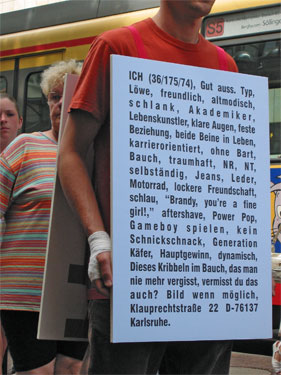 S5
ICH (36/175/74), Gut auss. Typ,
Löwe, freundlich, altmodisch,
schlank, Akademiker,
Lebenskünstler, klare Augen, feste
Beziehung, beide Beine in Leben,
karrierorientiert, ohne Bart,
Bauch, traumhaft, NR, NT,
selbständig, Jeans, Leder,
Motorrad, lockere Freundschaft,
schlau, "Brandy, you're a fine
girl!," aftershave, Power Pop,
Gameboy spielen, kein
Schnickschnack, Generation
Käfer, Hauptgewinn, dynamisch,
Dieses Kribbeln im Bauch, das man
nie mehr vergisst, vermisst du das
auch? Bild wenn möglich,
Klauprechtstraße 22 D-76137
Karlsruhe.